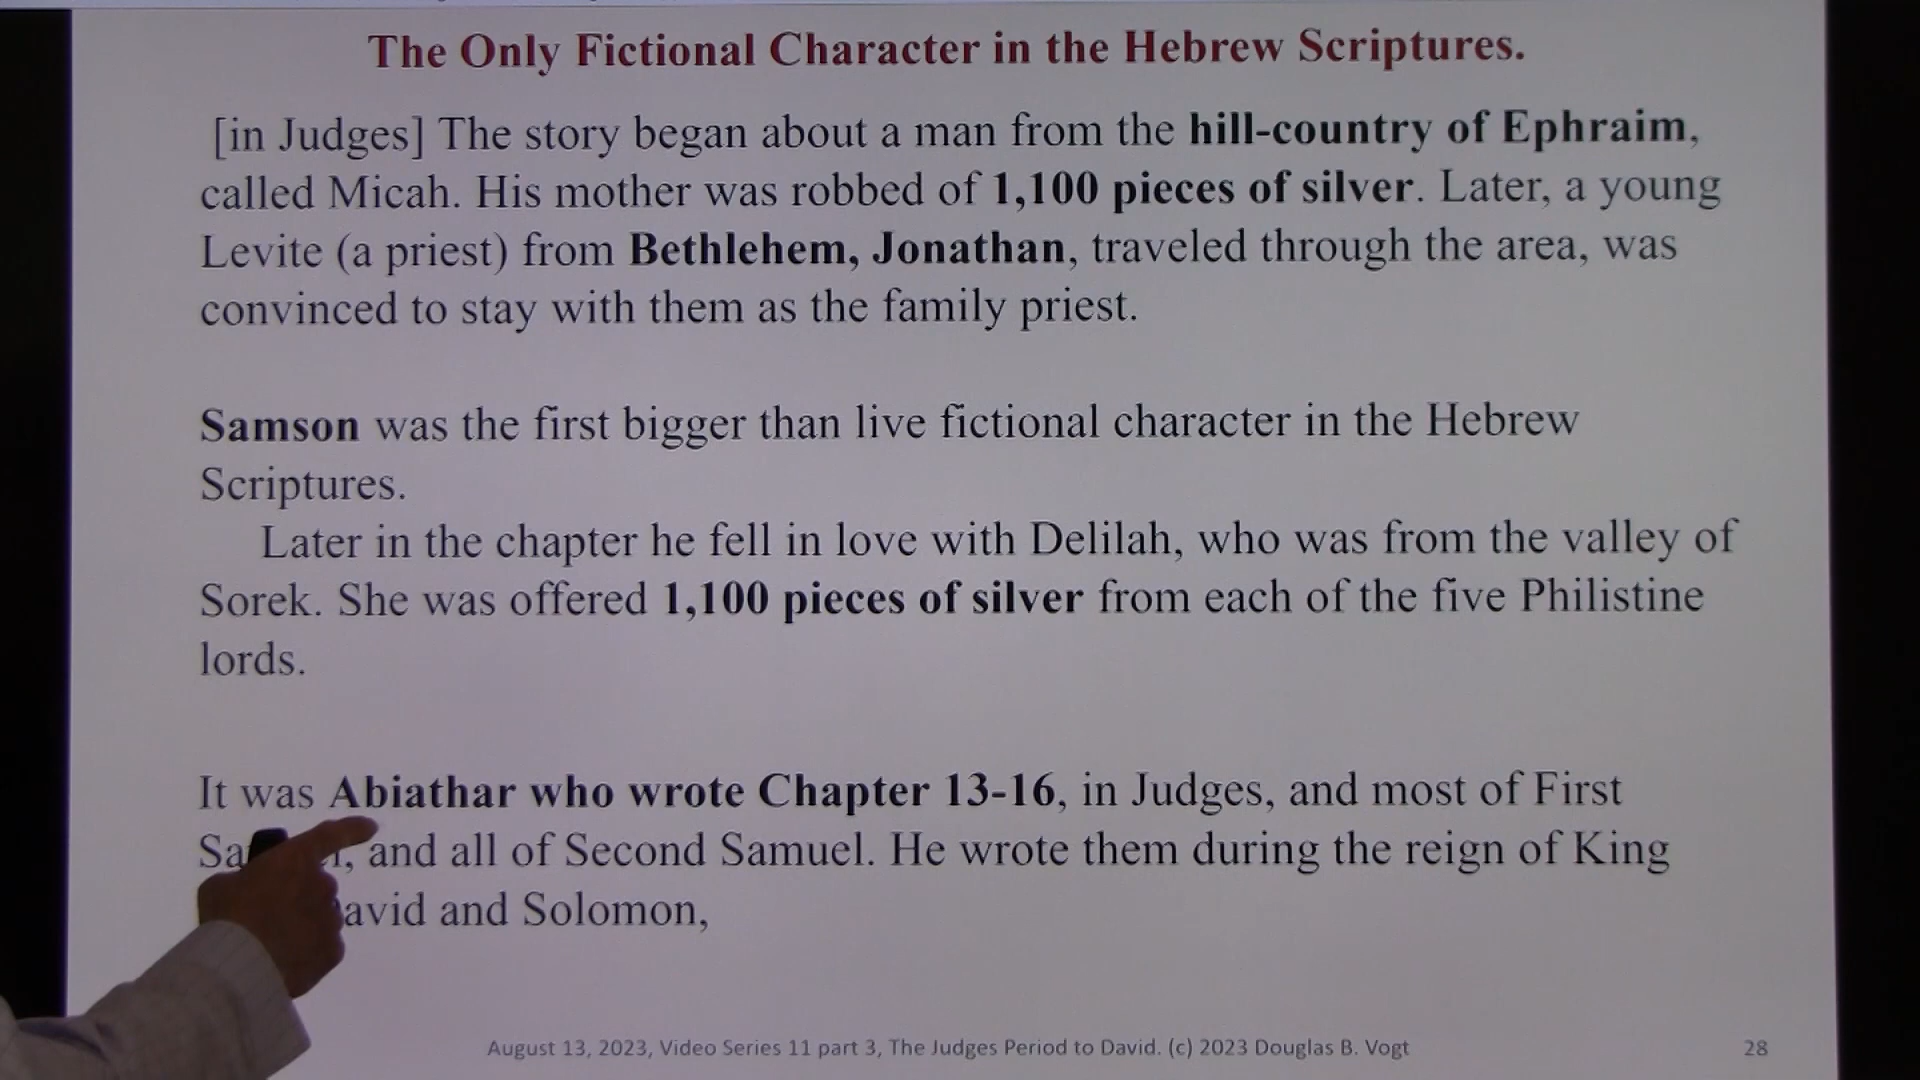 The Only Fictional Character in the Hebrew Scriptures.
[in Judges] The story began about a man from the hill-country of Ephraim,
called Micah. His mother was robbed of 1,100 pieces of silver. Later, a young
Levite (a priest) from Bethlehem, Jonathan, traveled through the area, was
convinced to stay with them as the family priest.
Samson was the first bigger than live fictional character in the Hebrew
Scriptures.
Later in the chapter he fell in love with Delilah, who was from the valley of
Sorek. She was offered 1,100 pieces of silver from each of the five Philistine
lords.
It was Abiathar who wrote Chapter 13-16, in Judges, and most of First
and all of Second Samuel. He wrote them during the reign of King
avid and Solomon,
August 13, 2023, Video Series 11 part 3, The Judges Period to David. (c) 2023 Douglas B. Vogt
28